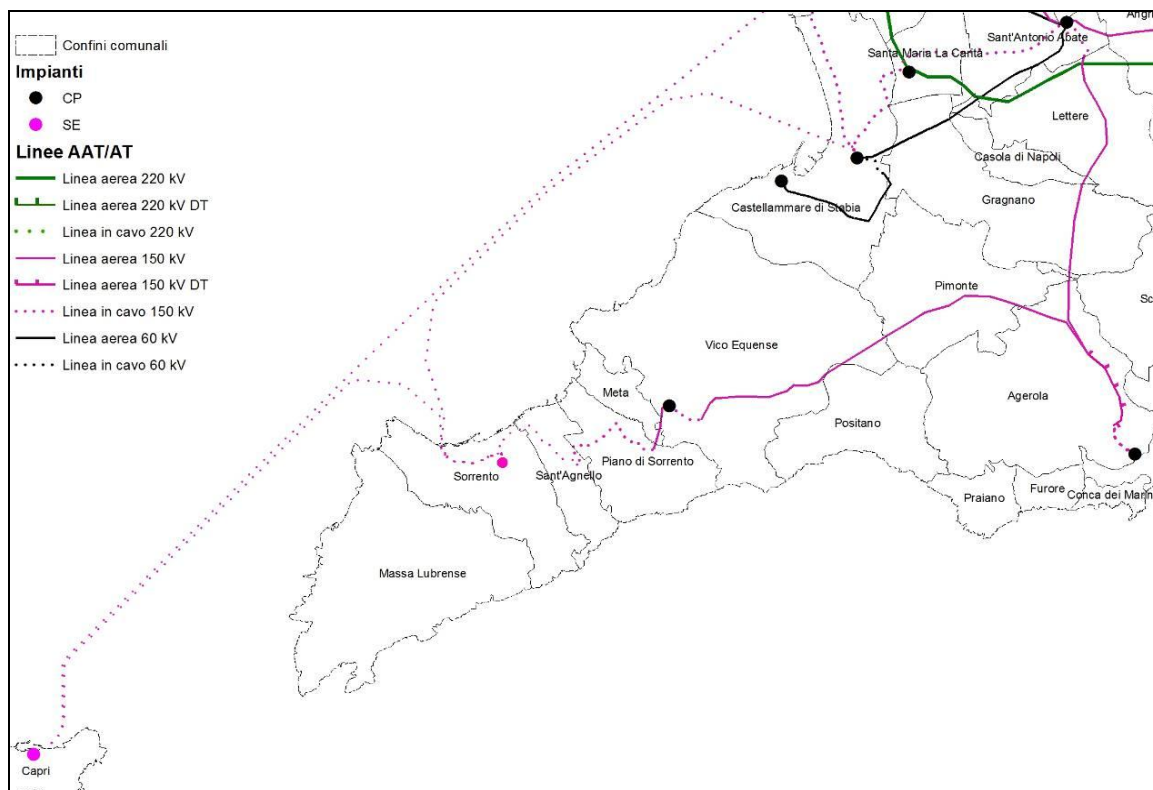 Confini comunali
Impianti
CP
SE
Linee AAT/AT
Linea aerea 220 kV
Linea aerea 220 kV DT
Linea in cavo 220 kV
Linea aerea 150 kV
Linea aerea 150 kV DT
Linea in cavo 150 kV
Linea aerea 60 kV
Linea in cavo 60 kV
Sant'Antonio Abate
Santa Maria La Carità
Lettere
Casola di Napoli
Gragnano
Castellammare di Stabia
Pimonte
Sc
Vico Equense
Meta
Agerola
Positano
Piano di Sorrento
Sant'Agnello
Sorrento
Furore
Praiano
Conca dei Marin
Massa Lubrense
Capri